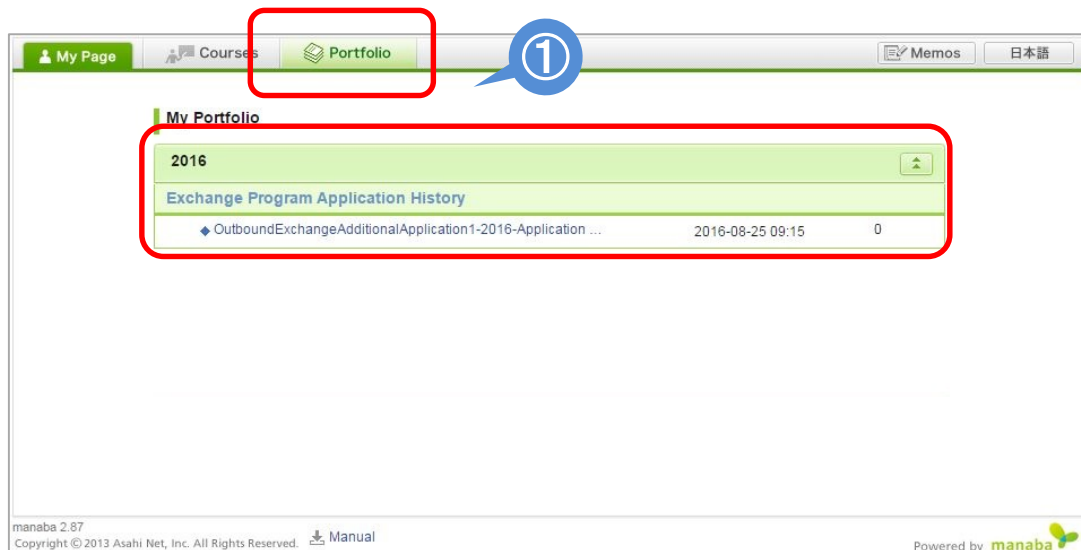 My Page Courses Portfolio ① Memos 日本語
My Portfolio
2016
Exchange Program Application History
◆ OutboundExchangeAdditionalApplication1-2016-Application ... 2016-08-25 09:15 0
manaba 2.87
Copyright © 2013 Asahi Net, Inc. All Rights Reserved. Manual
Powered by manaba